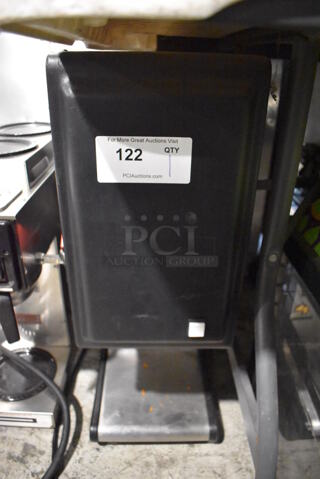 For More Great Auctions Visit
122
QTY
PCIAuctions.com
PCI
AUCTION GROUP